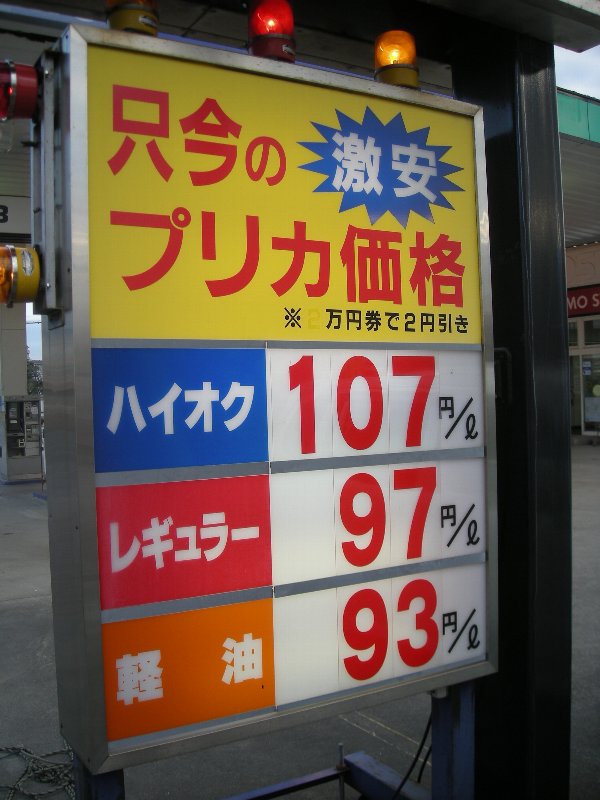 只今の
激安
プリカ価格
※ 万円券で2円引き
ハイオク 107 円/ℓ
レギュラー 97 円/ℓ
軽油 93 円/ℓ